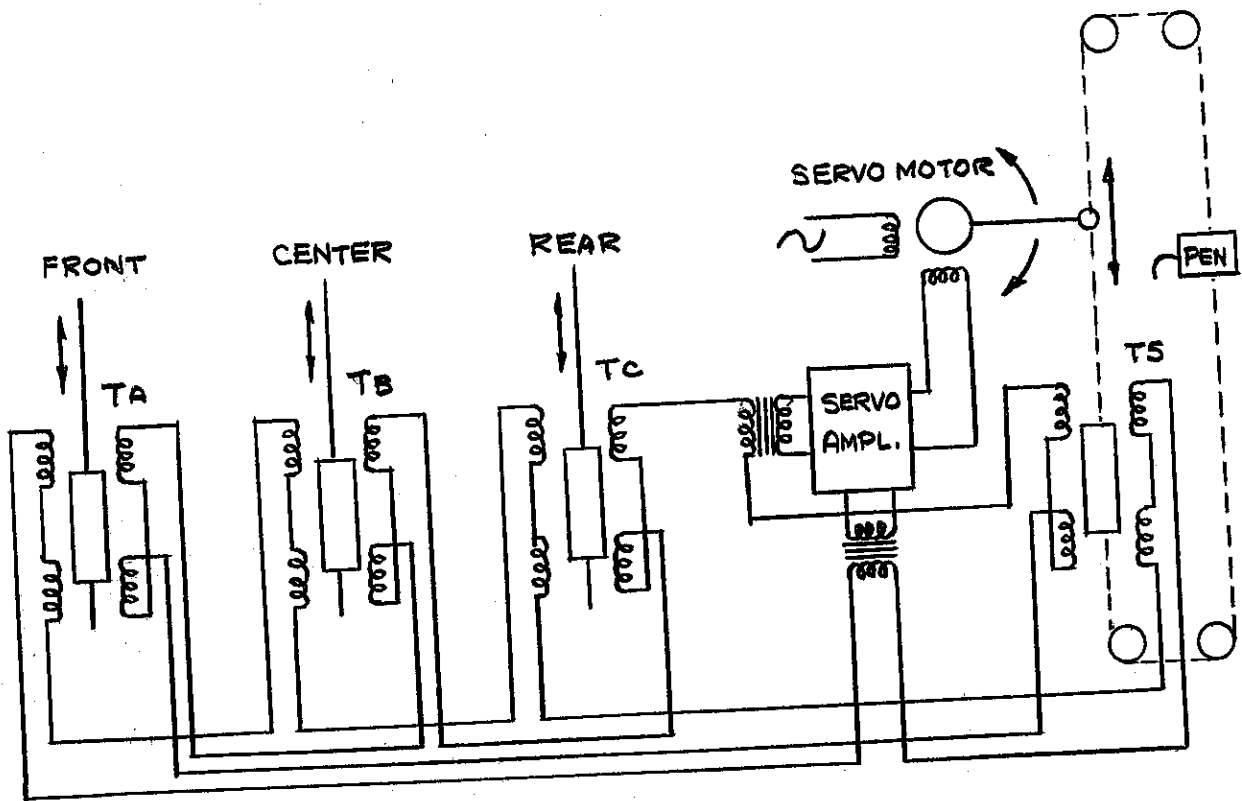 SERVO MOTOR
FRONT
CENTER
REAR
PEN
TA
TB
TC
TS
SERVO
AMPL.